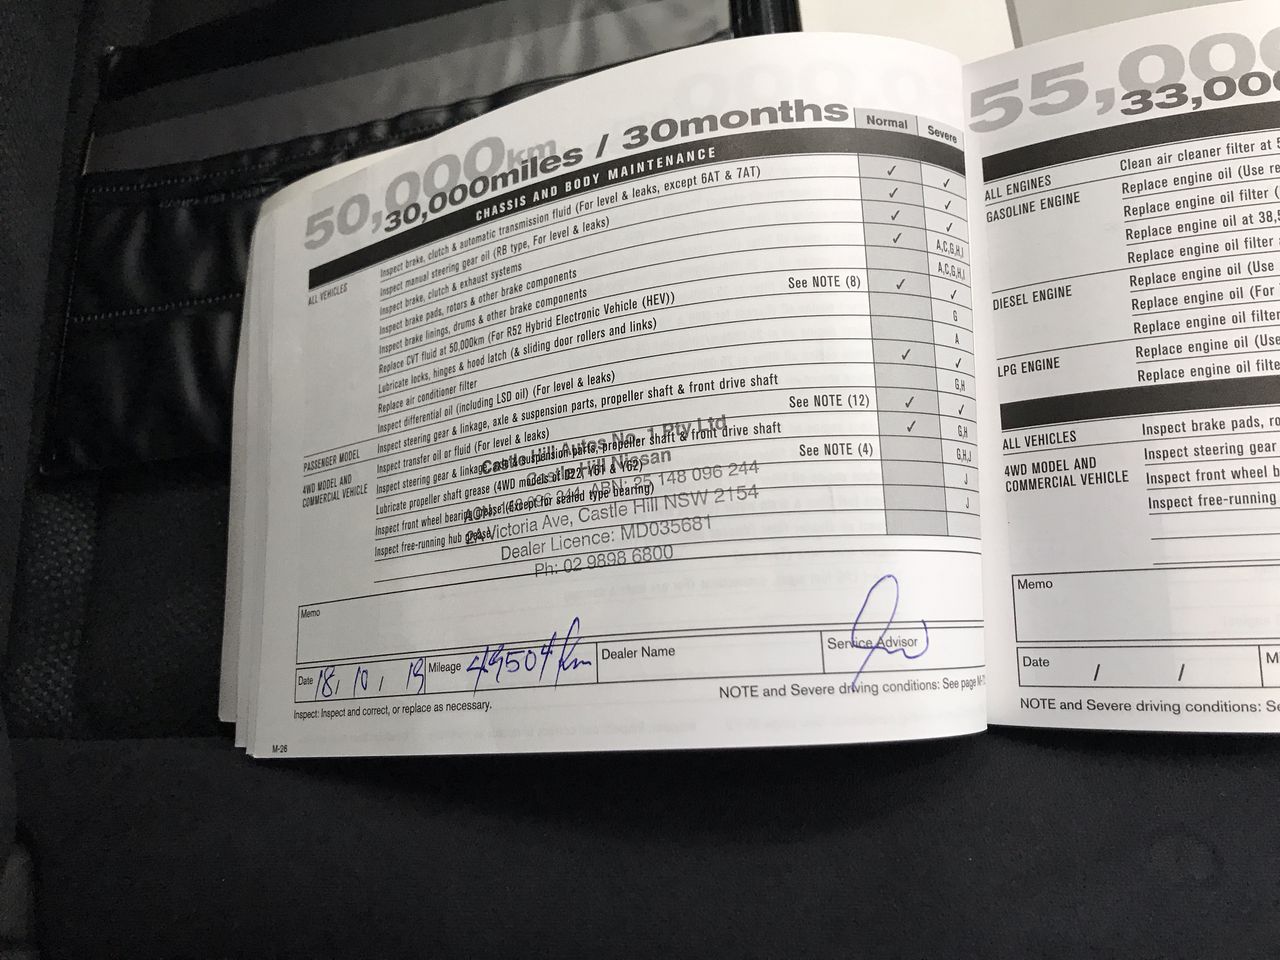 50,000km
30,000miles / 30months
Normal
Severe
CHASSIS AND BODY MAINTENANCE
ALL VEHICLES
Inspect brake, clutch & automatic transmission fluid (For level & leaks, except 6AT & 7AT) ✓ ✓
Inspect manual steering gear oil (RB type, For level & leaks) ✓ ✓
Inspect brake, clutch & exhaust systems ✓ ✓
Inspect brake pads, rotors & other brake components ✓ A,C,G,H,I
Inspect brake linings, drums & other brake components A,C,G,H,I
Replace CVT fluid at 50,000km (For R52 Hybrid Electronic Vehicle (HEV)) See NOTE (8) ✓ ✓
Lubricate locks, hinges & hood latch (& sliding door rollers and links) G
Replace air conditioner filter A
Inspect differential oil (including LSD oil) (For level & leaks) ✓ ✓
PASSENGER MODEL
Inspect steering gear & linkage, axle & suspension parts, propeller shaft & front drive shaft G,H
4WD MODEL AND
COMMERCIAL VEHICLE
Inspect transfer oil or fluid (For level & leaks) See NOTE (12) ✓ ✓
Inspect steering gear & linkage, axle & suspension parts, propeller shaft & front drive shaft ✓ G,H
Lubricate propeller shaft grease (4WD models of D22, Y61 & Y62) See NOTE (4) G,H,J
Inspect front wheel bearing grease (Except for sealed type bearing) J
Inspect free-running hub grease J
Castle Hill Autos No. 1 Pty Ltd
Castle Hill Nissan
ABN: 25 148 096 244
Victoria Ave, Castle Hill NSW 2154
Dealer Licence: MD035681
Ph: 02 9898 6800
Memo
Date 18, 10, 19
Mileage 49504 km
Dealer Name
Service Advisor
Inspect: Inspect and correct, or replace as necessary.
NOTE and Severe driving conditions: See page M-
M-26
55,000
33,000
ALL ENGINES
Clean air cleaner filter at 5
GASOLINE ENGINE
Replace engine oil (Use re
Replace engine oil filter (
Replace engine oil at 38,5
Replace engine oil filter
DIESEL ENGINE
Replace engine oil (Use
Replace engine oil (For
Replace engine oil filter
LPG ENGINE
Replace engine oil (Use
Replace engine oil filter
ALL VEHICLES
Inspect brake pads, ro
4WD MODEL AND
COMMERCIAL VEHICLE
Inspect steering gear
Inspect front wheel b
Inspect free-running
Memo
Date / /
M
NOTE and Severe driving conditions: Se